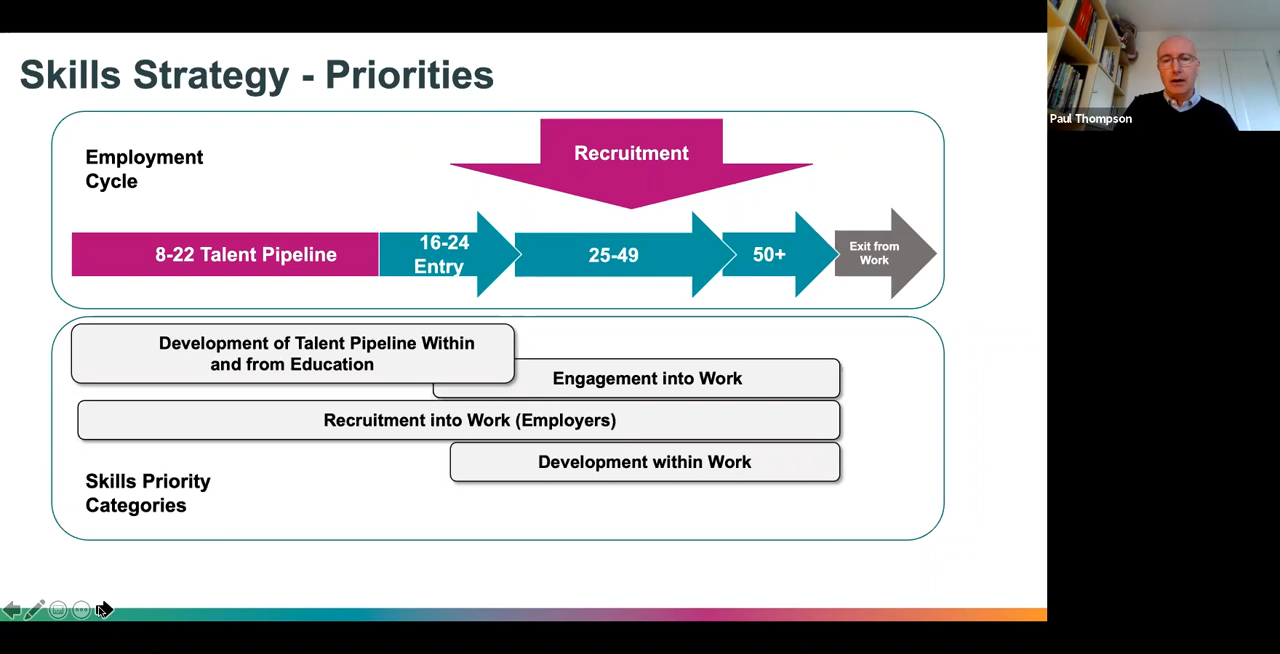 Skills Strategy - Priorities
Employment
Cycle
Recruitment
8-22 Talent Pipeline
16-24
Entry
25-49
50+
Exit from
Work
Development of Talent Pipeline Within
and from Education
Engagement into Work
Recruitment into Work (Employers)
Development within Work
Skills Priority
Categories
Paul Thompson